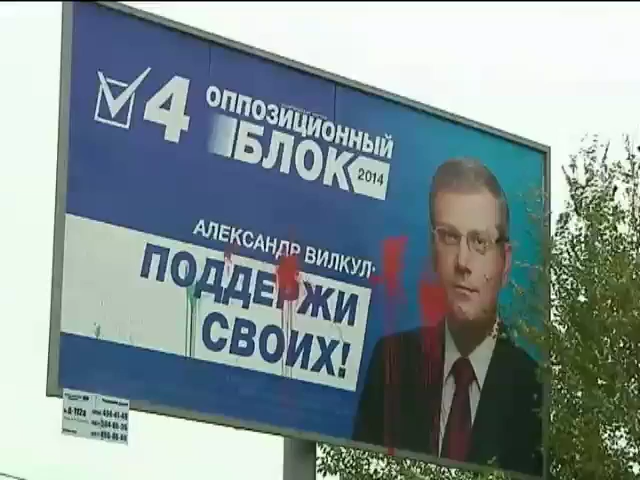 4
ОППОЗИЦИОННЫЙ
БЛОК
2014
АЛЕКСАНДР ВИЛКУЛ:
ПОДДЕРЖИ
СВОИХ!